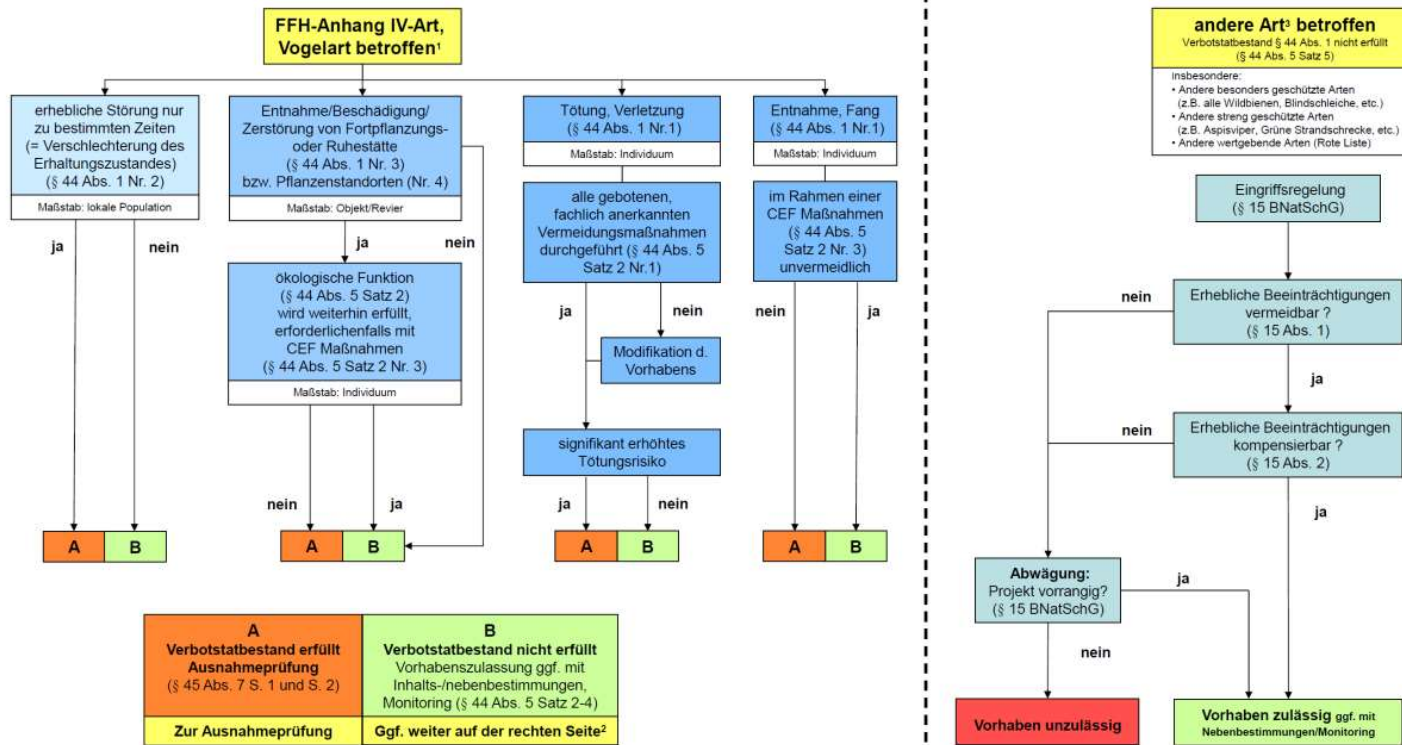 FFH-Anhang IV-Art,
Vogelart betroffen¹
erhebliche Störung nur
zu bestimmten Zeiten
(= Verschlechterung des
Erhaltungszustandes)
(§ 44 Abs. 1 Nr. 2)
Maßstab: lokale Population
ja
nein
Entnahme/Beschädigung/
Zerstörung von Fortpflanzungs-
oder Ruhestätte
(§ 44 Abs. 1 Nr. 3)
bzw. Pflanzenstandorten (Nr. 4)
Maßstab: Objekt/Revier
ja
nein
ökologische Funktion
(§ 44 Abs. 5 Satz 2)
wird weiterhin erfüllt,
erforderlichenfalls mit
CEF Maßnahmen
(§ 44 Abs. 5 Satz 2 Nr. 3)
Maßstab: Individuum
nein
ja
Tötung, Verletzung
(§ 44 Abs. 1 Nr.1)
Maßstab: Individuum
alle gebotenen,
fachlich anerkannten
Vermeidungsmaßnahmen
durchgeführt (§ 44 Abs. 5
Satz 2 Nr.1)
ja
nein
Modifikation d.
Vorhabens
signifikant erhöhtes
Tötungsrisiko
ja
nein
Entnahme, Fang
(§ 44 Abs. 1 Nr.1)
Maßstab: Individuum
im Rahmen einer
CEF Maßnahmen
(§ 44 Abs. 5
Satz 2 Nr. 3)
unvermeidlich
nein
ja
A
B
A
B
A
B
A
B
A
Verbotstatbestand erfüllt
Ausnahmeprüfung
(§ 45 Abs. 7 S. 1 und S. 2)
Zur Ausnahmeprüfung
B
Verbotstatbestand nicht erfüllt
Vorhabenszulassung ggf. mit
Inhalts-/nebenbestimmungen,
Monitoring (§ 44 Abs. 5 Satz 2-4)
Ggf. weiter auf der rechten Seite²
andere Art³ betroffen
Verbotstatbestand § 44 Abs. 1 nicht erfüllt
(§ 44 Abs. 5 Satz 5)
insbesondere:
• Andere besonders geschützte Arten
(z.B. alle Wildbienen, Blindschleiche, etc.)
• Andere streng geschützte Arten
(z.B. Aspisviper, Grüne Strandschrecke, etc.)
• Andere wertgebende Arten (Rote Liste)
Eingriffsregelung
(§ 15 BNatSchG)
Erhebliche Beeinträchtigungen
vermeidbar ?
(§ 15 Abs. 1)
nein
ja
Erhebliche Beeinträchtigungen
kompensierbar ?
(§ 15 Abs. 2)
nein
ja
Abwägung:
Projekt vorrangig?
(§ 15 BNatSchG)
ja
nein
Vorhaben unzulässig
Vorhaben zulässig ggf. mit
Nebenbestimmungen/Monitoring